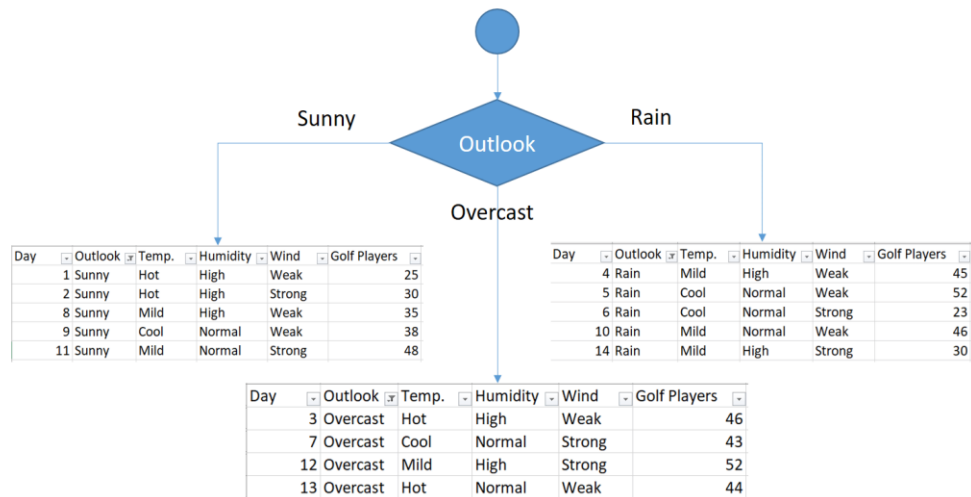 Sunny
Rain
Outlook
Overcast
Day Outlook Temp. Humidity Wind Golf Players
1 Sunny Hot High Weak 25
2 Sunny Hot High Strong 30
8 Sunny Mild High Weak 35
9 Sunny Cool Normal Weak 38
11 Sunny Mild Normal Strong 48
Day Outlook Temp. Humidity Wind Golf Players
4 Rain Mild High Weak 45
5 Rain Cool Normal Weak 52
6 Rain Cool Normal Strong 23
10 Rain Mild Normal Weak 46
14 Rain Mild High Strong 30
Day Outlook Temp. Humidity Wind Golf Players
3 Overcast Hot High Weak 46
7 Overcast Cool Normal Strong 43
12 Overcast Mild High Strong 52
13 Overcast Hot Normal Weak 44